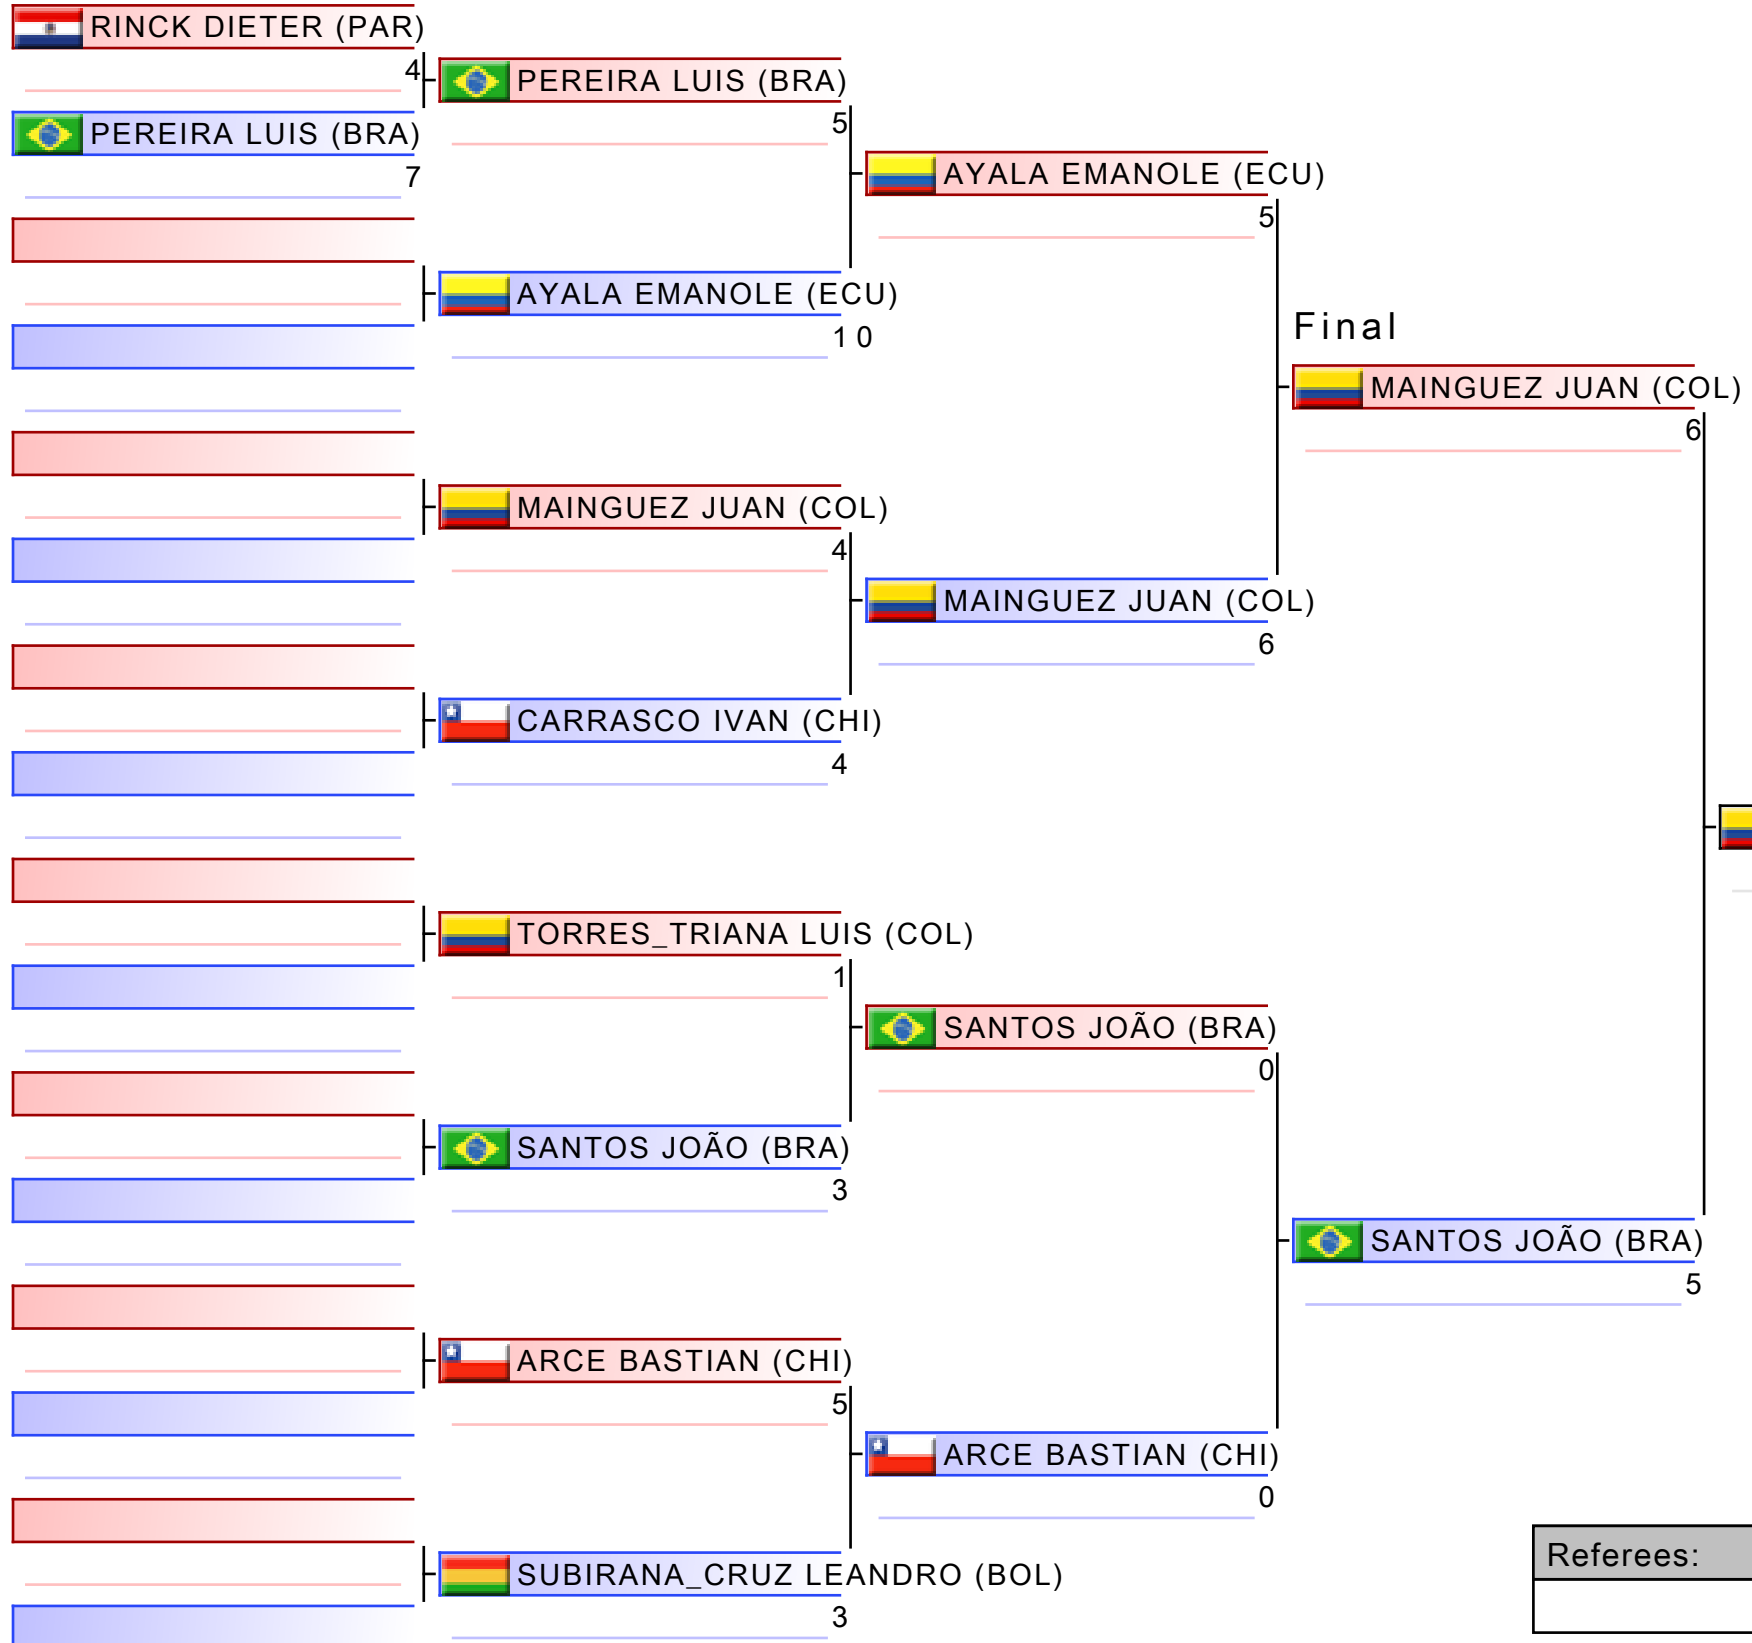 RINCK DIETER (PAR)
4
PEREIRA LUIS (BRA)
7
PEREIRA LUIS (BRA)
5
AYALA EMANOLE (ECU)
10
MAINGUEZ JUAN (COL)
4
CARRASCO IVAN (CHI)
4
TORRES_TRIANA LUIS (COL)
1
SANTOS JOÃO (BRA)
3
ARCE BASTIAN (CHI)
5
SUBIRANA_CRUZ LEANDRO (BOL)
3
AYALA EMANOLE (ECU)
5
MAINGUEZ JUAN (COL)
6
SANTOS JOÃO (BRA)
0
ARCE BASTIAN (CHI)
0
Final
MAINGUEZ JUAN (COL)
6
SANTOS JOÃO (BRA)
5
Referees: